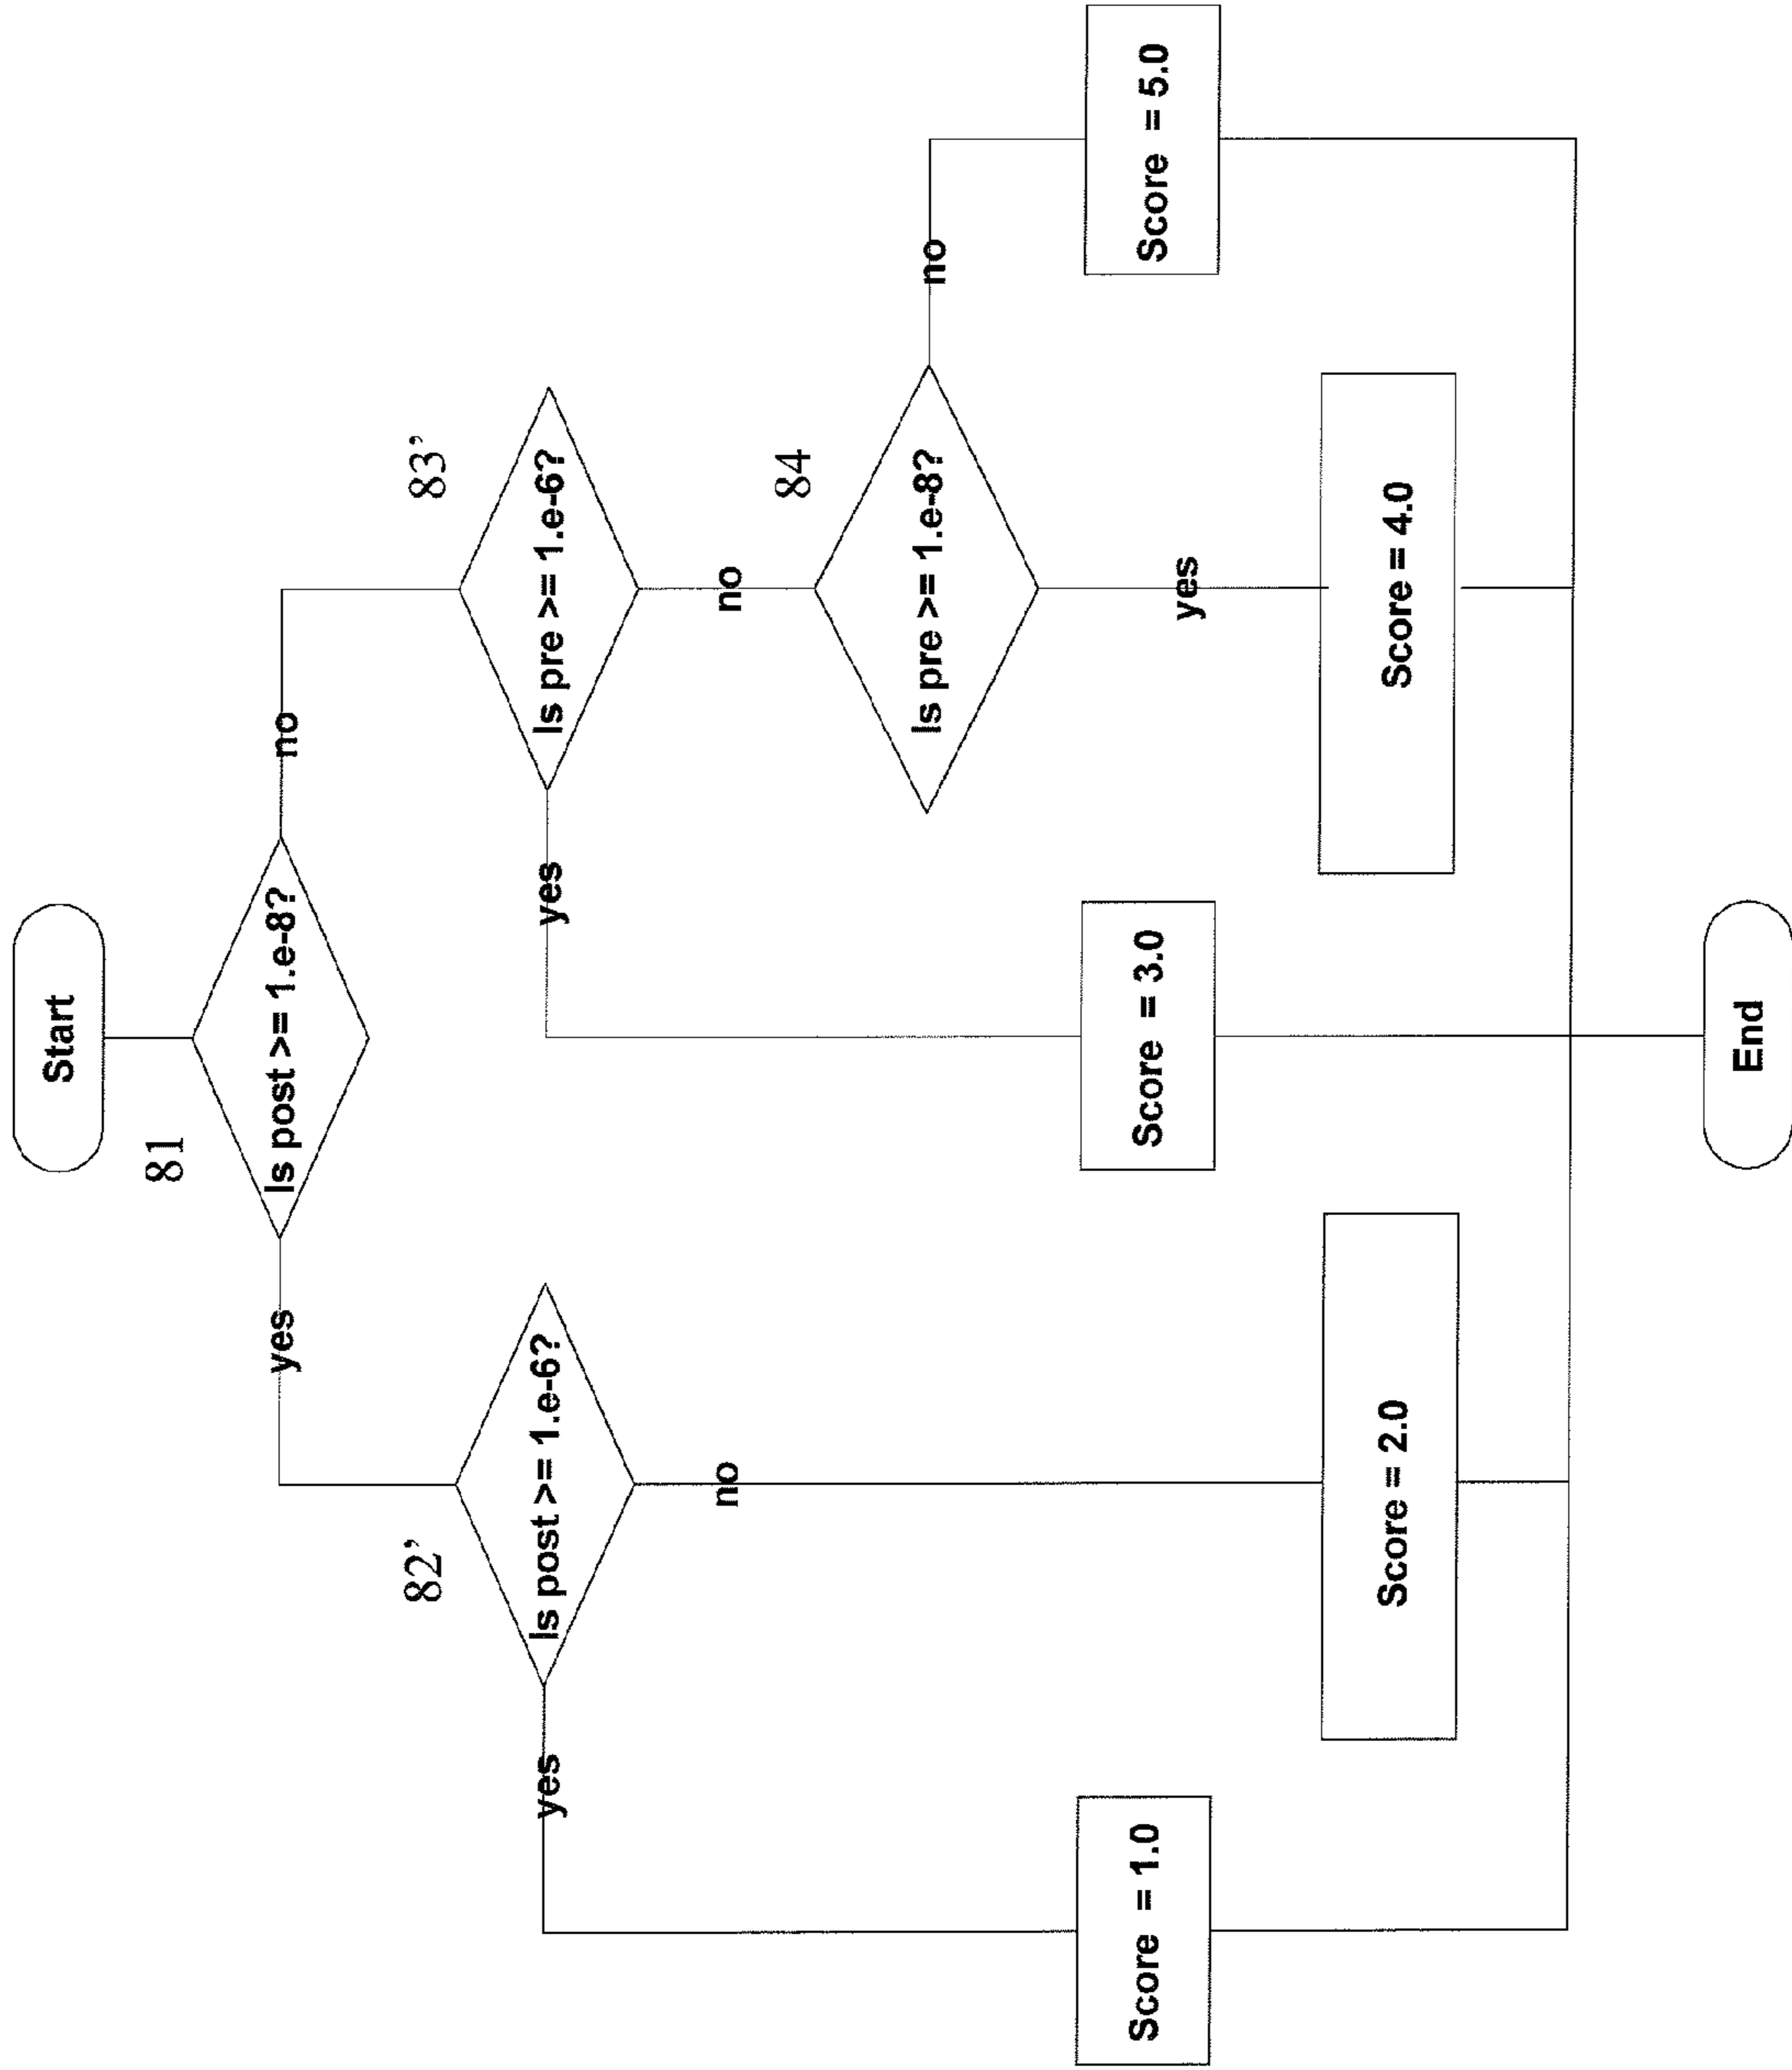 Start
81
Is post >= 1.e-8?
yes
no
82’
Is post >= 1.e-6?
83’
Is pre >= 1.e-6?
yes
no
yes
no
84
Is pre >= 1.e-8?
no
yes
Score = 1.0
Score = 3.0
Score = 5.0
Score = 2.0
Score = 4.0
End